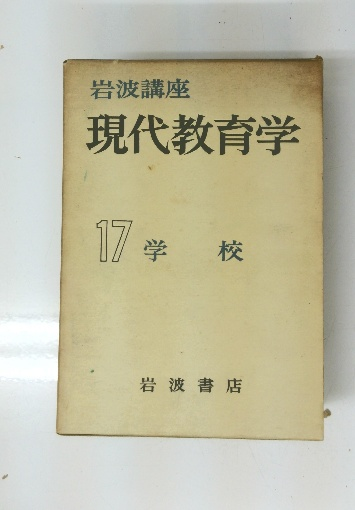 岩波講座
現代教育学
17 学 校
岩波書店